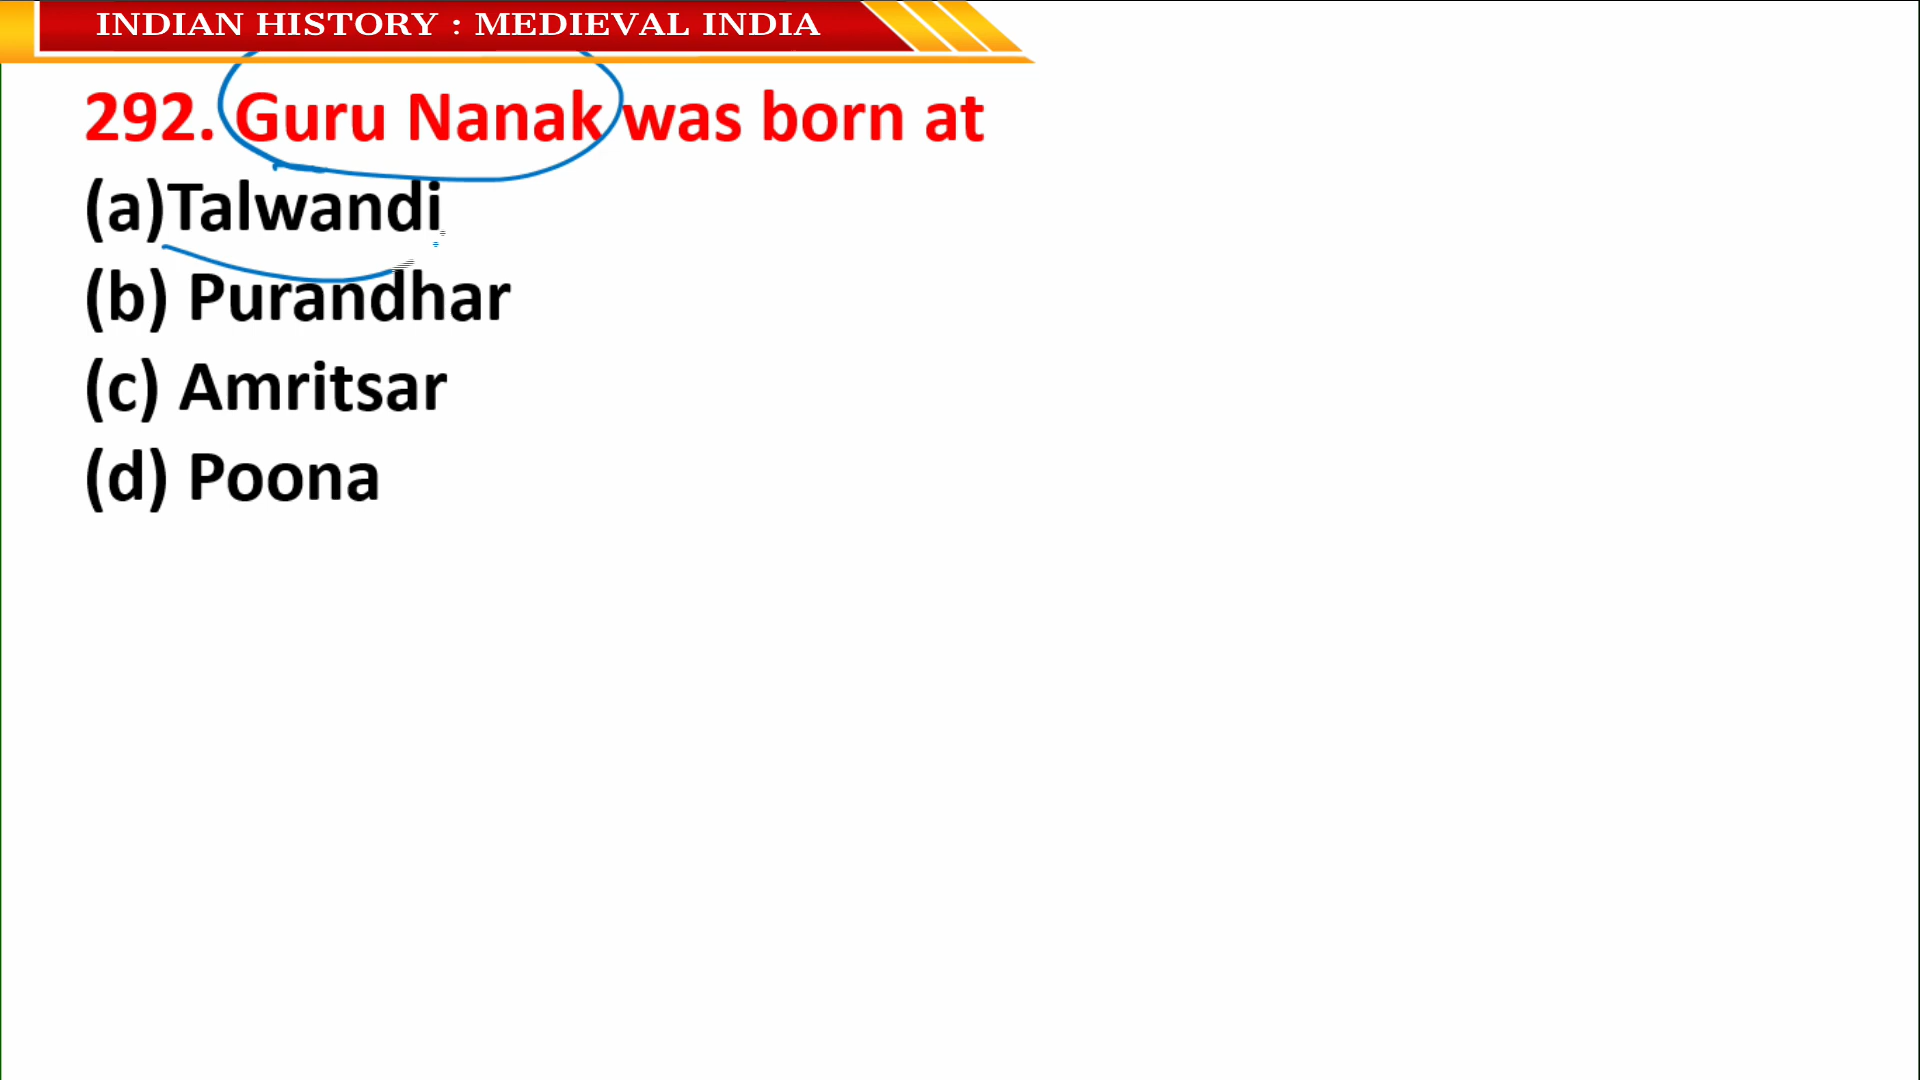 INDIAN HISTORY : MEDIEVAL INDIA
292. Guru Nanak was born at
(a)Talwandi
(b) Purandhar
(c) Amritsar
(d) Poona